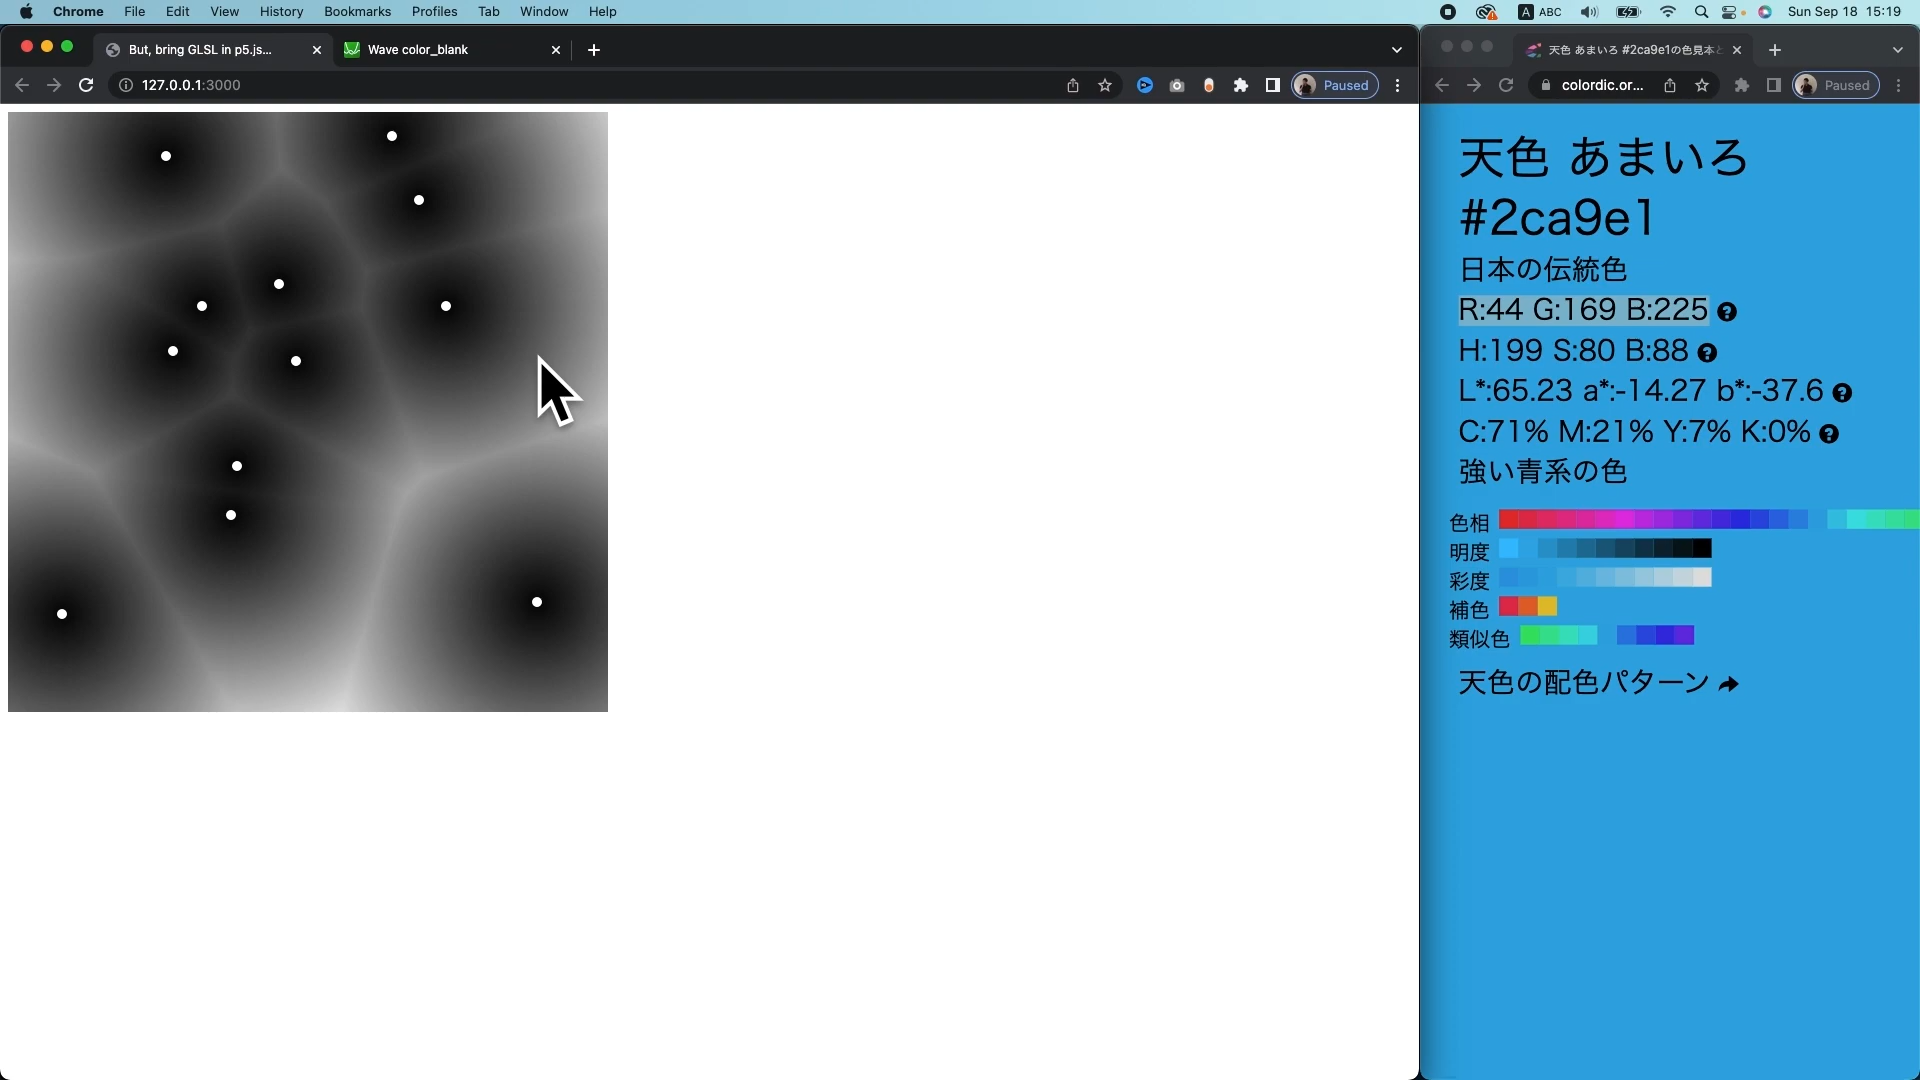 Chrome File Edit View History Bookmarks Profiles Tab Window Help
A ABC Sun Sep 18 15:19
But, bring GLSL in p5.js...
Wave color_blank
127.0.0.1:3000
Paused
天色 あまいろ #2ca9e1の色見本と
colordic.or...
Paused
天色 あまいろ
#2ca9e1
日本の伝統色
R:44 G:169 B:225
H:199 S:80 B:88
L*:65.23 a*:-14.27 b*:-37.6
C:71% M:21% Y:7% K:0%
強い青系の色
色相
明度
彩度
補色
類似色
天色の配色パターン